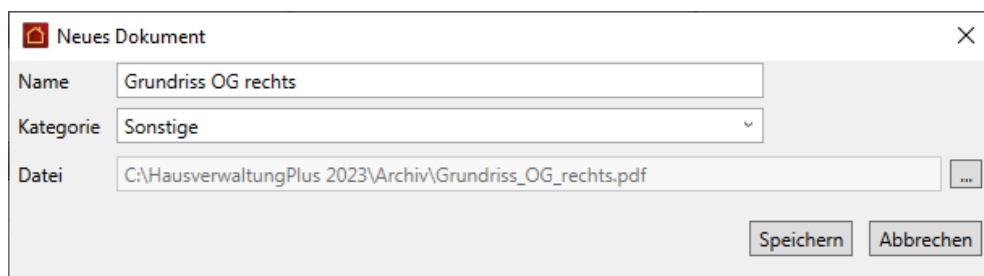 Neues Dokument
Name Grundriss OG rechts
Kategorie Sonstige
Datei C:\HausverwaltungPlus 2023\Archiv\Grundriss_OG_rechts.pdf ...
Speichern Abbrechen